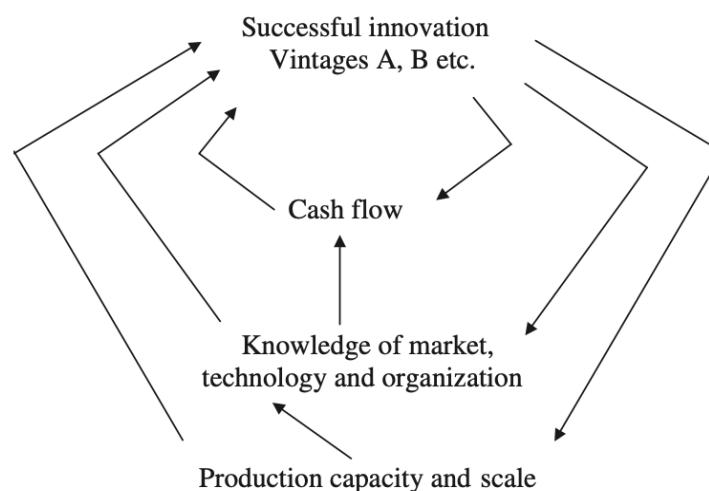 Successful innovation
Vintages A, B etc.
Cash flow
Knowledge of market,
technology and organization
Production capacity and scale